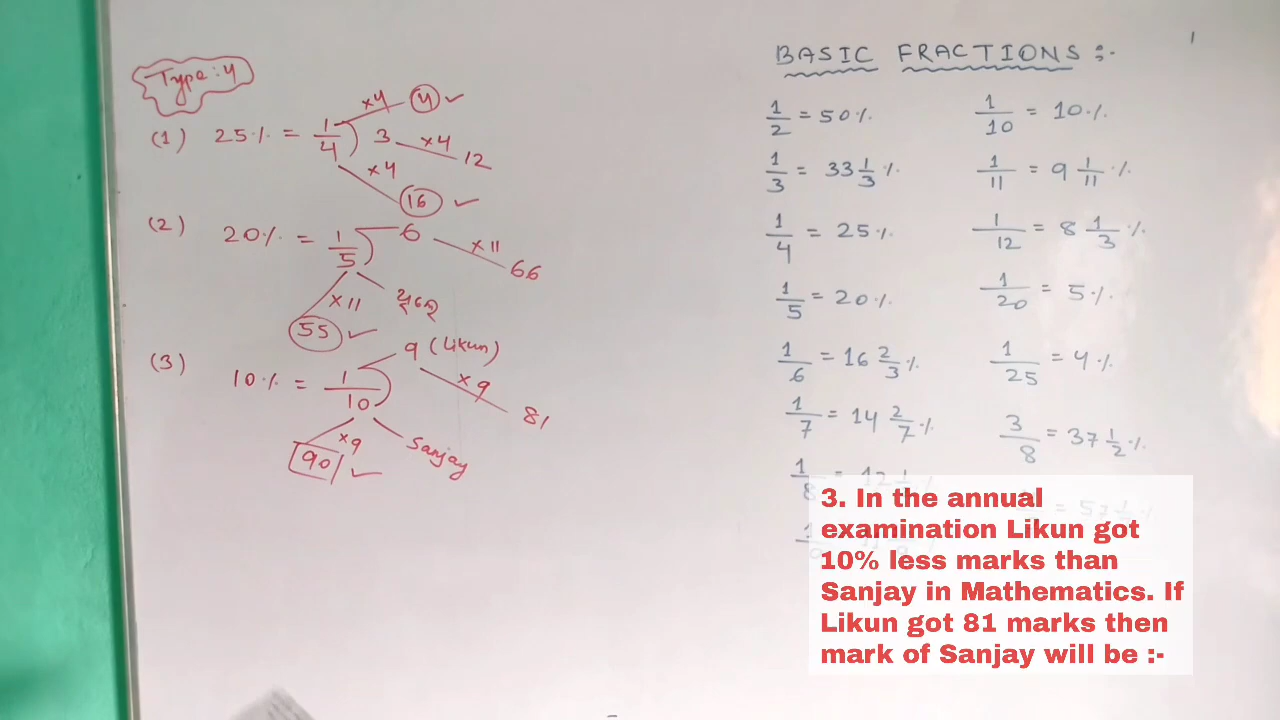 Type: 4
(1) 25% = 1/4 ) 3
×4 4 ✓
×4 12
×4 16 ✓
(2) 20% = 1/5 ) 6
×11 66
×11
55 ✓
(3) 10% = 1/10 ) 9 (Likun)
×9 81
×9 Sanjay
90 ✓
BASIC FRACTIONS :-
1/2 = 50%
1/3 = 33 1/3 %
1/4 = 25%
1/5 = 20%
1/6 = 16 2/3 %
1/7 = 14 2/7 %
1/8 = 12
1/10 = 10%
1/11 = 9 1/11 %
1/12 = 8 1/3 %
1/20 = 5%
1/25 = 4%
3/8 = 37 1/2 %
= 57
3. In the annual
examination Likun got
10% less marks than
Sanjay in Mathematics. If
Likun got 81 marks then
mark of Sanjay will be :-